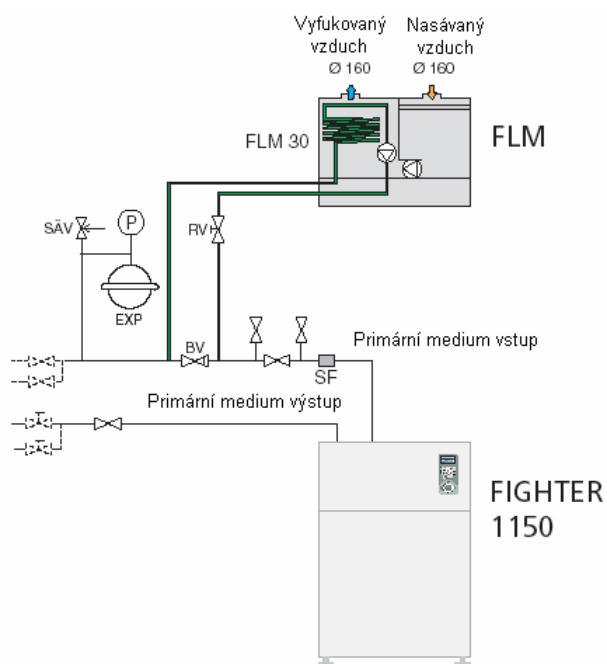 Vyfukovaný
vzduch
Ø 160
Nasávaný
vzduch
Ø 160
FLM 30
FLM
SÄV
P
EXP
RV
BV
SF
Primární medium vstup
Primární medium výstup
FIGHTER
1150